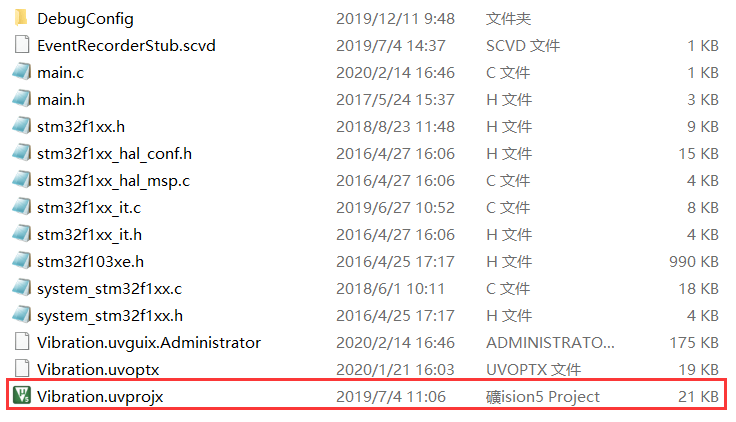 DebugConfig 2019/12/11 9:48 文件夹
EventRecorderStub.scvd 2019/7/4 14:37 SCVD 文件 1 KB
main.c 2020/2/14 16:46 C 文件 4 KB
main.h 2017/5/24 15:37 H 文件 3 KB
stm32f1xx.h 2018/8/23 11:48 H 文件 9 KB
stm32f1xx_hal_conf.h 2016/4/27 16:06 H 文件 15 KB
stm32f1xx_hal_msp.c 2016/4/27 16:06 C 文件 4 KB
stm32f1xx_it.c 2019/6/27 10:52 C 文件 8 KB
stm32f1xx_it.h 2016/4/27 16:06 H 文件 4 KB
stm32f103xe.h 2016/4/25 17:17 H 文件 990 KB
system_stm32f1xx.c 2018/6/1 10:11 C 文件 18 KB
system_stm32f1xx.h 2016/4/25 17:17 H 文件 4 KB
Vibration.uvguix.Administrator 2020/2/14 16:46 ADMINISTRATO... 175 KB
Vibration.uvoptx 2020/1/21 16:03 UVOPTX 文件 19 KB
Vibration.uvprojx 2019/7/4 11:06 礦ision5 Project 21 KB